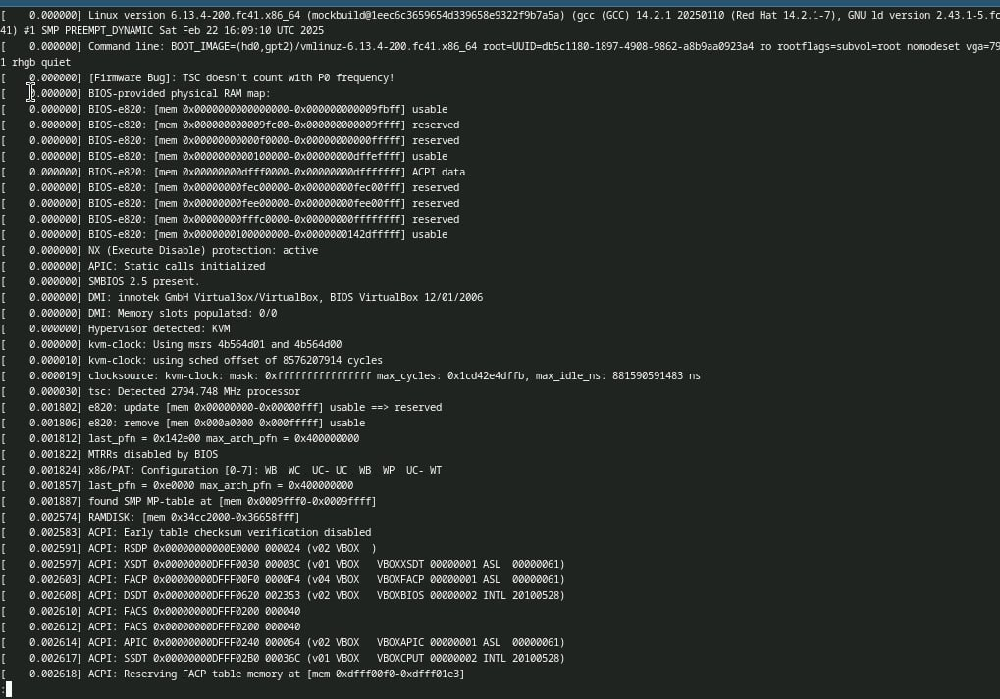 [    0.000000] Linux version 6.13.4-200.fc41.x86_64 (mockbuild@1eec6c3659654d339658e9322f9b7a5a) (gcc (GCC) 14.2.1 20250110 (Red Hat 14.2.1-7), GNU ld version 2.43.1-5.fc
41) #1 SMP PREEMPT_DYNAMIC Sat Feb 22 16:09:10 UTC 2025
[    0.000000] Command line: BOOT_IMAGE=(hd0,gpt2)/vmlinuz-6.13.4-200.fc41.x86_64 root=UUID=db5c1180-1897-4908-9862-a8b9aa0923a4 ro rootflags=subvol=root nomodeset vga=79
1 rhgb quiet
[    0.000000] [Firmware Bug]: TSC doesn't count with P0 frequency!
[    0.000000] BIOS-provided physical RAM map:
[    0.000000] BIOS-e820: [mem 0x0000000000000000-0x000000000009fbff] usable
[    0.000000] BIOS-e820: [mem 0x000000000009fc00-0x000000000009ffff] reserved
[    0.000000] BIOS-e820: [mem 0x00000000000f0000-0x00000000000fffff] reserved
[    0.000000] BIOS-e820: [mem 0x0000000000100000-0x00000000dffeffff] usable
[    0.000000] BIOS-e820: [mem 0x00000000dfff0000-0x00000000dfffffff] ACPI data
[    0.000000] BIOS-e820: [mem 0x00000000fec00000-0x00000000fec00fff] reserved
[    0.000000] BIOS-e820: [mem 0x00000000fee00000-0x00000000fee00fff] reserved
[    0.000000] BIOS-e820: [mem 0x00000000fffc0000-0x00000000ffffffff] reserved
[    0.000000] BIOS-e820: [mem 0x0000000100000000-0x0000000142dfffff] usable
[    0.000000] NX (Execute Disable) protection: active
[    0.000000] APIC: Static calls initialized
[    0.000000] SMBIOS 2.5 present.
[    0.000000] DMI: innotek GmbH VirtualBox/VirtualBox, BIOS VirtualBox 12/01/2006
[    0.000000] DMI: Memory slots populated: 0/0
[    0.000000] Hypervisor detected: KVM
[    0.000000] kvm-clock: Using msrs 4b564d01 and 4b564d00
[    0.000010] kvm-clock: using sched offset of 8576207914 cycles
[    0.000019] clocksource: kvm-clock: mask: 0xffffffffffffffff max_cycles: 0x1cd42e4dffb, max_idle_ns: 881590591483 ns
[    0.000030] tsc: Detected 2794.748 MHz processor
[    0.001802] e820: update [mem 0x00000000-0x00000fff] usable ==> reserved
[    0.001806] e820: remove [mem 0x000a0000-0x000fffff] usable
[    0.001812] last_pfn = 0x142e00 max_arch_pfn = 0x400000000
[    0.001822] MTRRs disabled by BIOS
[    0.001824] x86/PAT: Configuration [0-7]: WB  WC  UC- UC  WB  WP  UC- WT
[    0.001857] last_pfn = 0xe0000 max_arch_pfn = 0x400000000
[    0.001887] found SMP MP-table at [mem 0x0009fff0-0x0009ffff]
[    0.002574] RAMDISK: [mem 0x34cc2000-0x36658fff]
[    0.002583] ACPI: Early table checksum verification disabled
[    0.002591] ACPI: RSDP 0x00000000000E0000 000024 (v02 VBOX  )
[    0.002597] ACPI: XSDT 0x00000000DFFF0030 00003C (v01 VBOX   VBOXXSDT 00000001 ASL  00000061)
[    0.002603] ACPI: FACP 0x00000000DFFF00F0 0000F4 (v04 VBOX   VBOXFACP 00000001 ASL  00000061)
[    0.002608] ACPI: DSDT 0x00000000DFFF0620 002353 (v02 VBOX   VBOXBIOS 00000002 INTL 20100528)
[    0.002610] ACPI: FACS 0x00000000DFFF0200 000040
[    0.002612] ACPI: FACS 0x00000000DFFF0200 000040
[    0.002614] ACPI: APIC 0x00000000DFFF0240 000064 (v02 VBOX   VBOXAPIC 00000001 ASL  00000061)
[    0.002617] ACPI: SSDT 0x00000000DFFF02B0 00036C (v01 VBOX   VBOXCPUT 00000002 INTL 20100528)
[    0.002618] ACPI: Reserving FACP table memory at [mem 0xdfff00f0-0xdfff01e3]
: